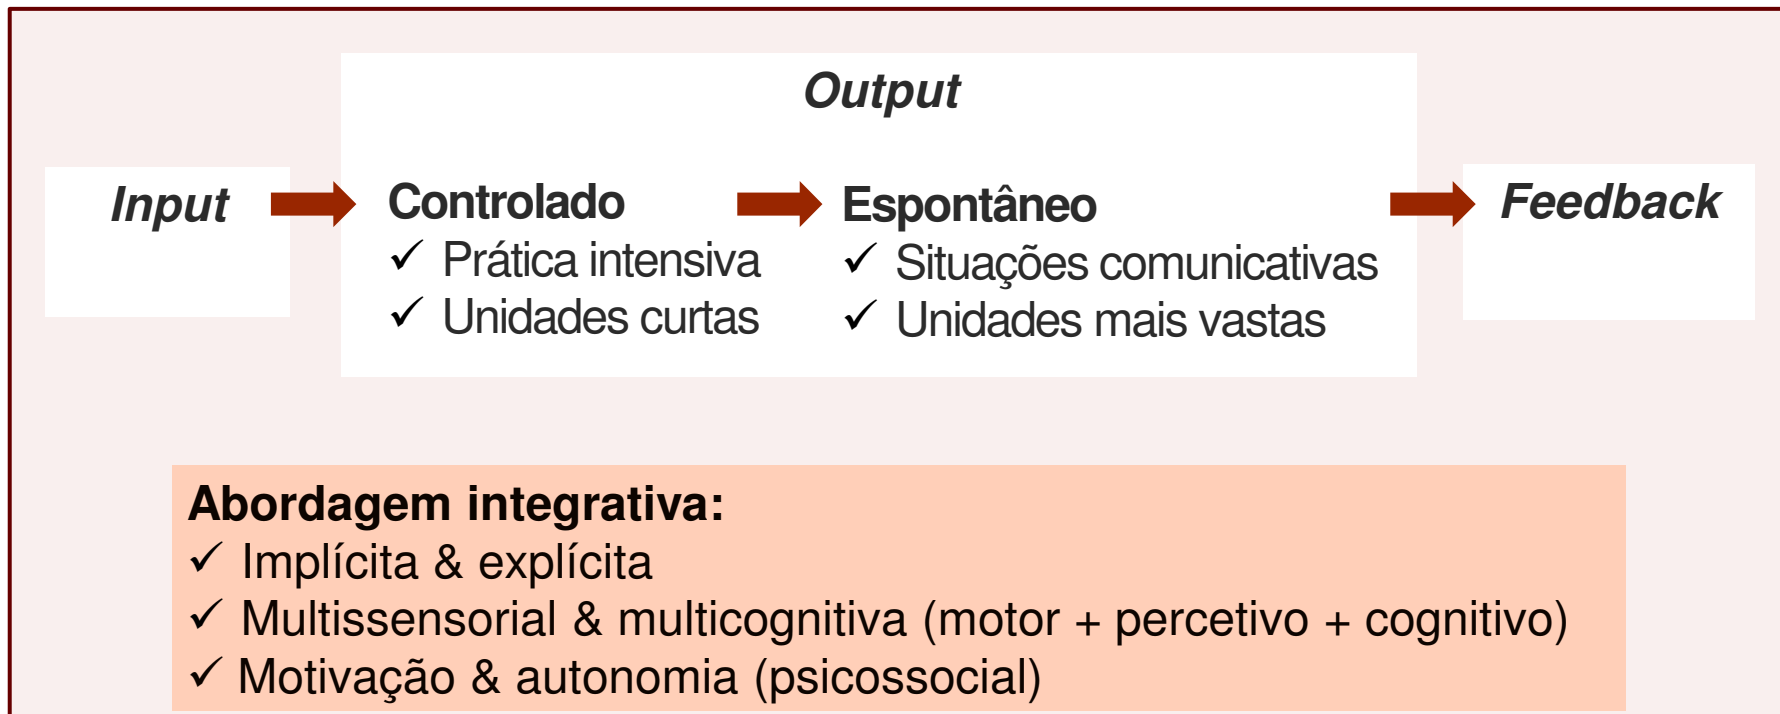 Output
Input
Controlado
✓ Prática intensiva
✓ Unidades curtas
Espontâneo
✓ Situações comunicativas
✓ Unidades mais vastas
Feedback
Abordagem integrativa:
✓ Implícita & explícita
✓ Multissensorial & multicognitiva (motor + percetivo + cognitivo)
✓ Motivação & autonomia (psicossocial)